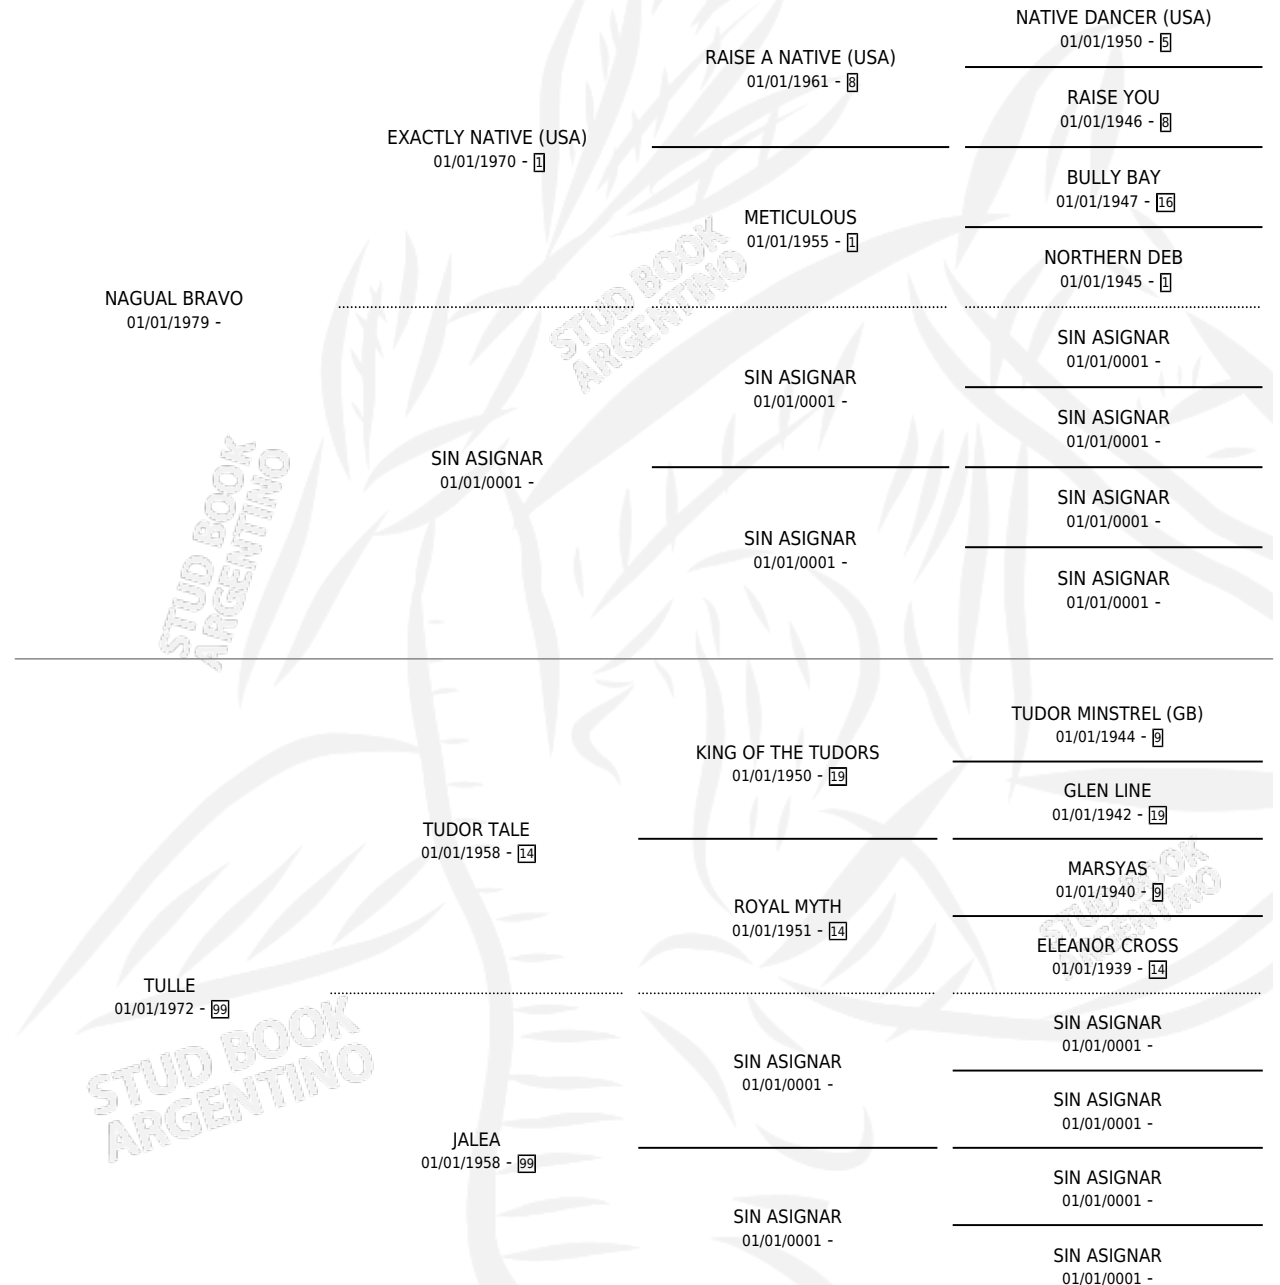 NATIVE DANCER (USA)
01/01/1950 - 5
RAISE A NATIVE (USA)
01/01/1961 - 8
RAISE YOU
01/01/1946 - 8
EXACTLY NATIVE (USA)
01/01/1970 - 1
BULLY BAY
01/01/1947 - 16
METICULOUS
01/01/1955 - 1
NORTHERN DEB
01/01/1945 - 1
NAGUAL BRAVO
01/01/1979 -
SIN ASIGNAR
01/01/0001 -
SIN ASIGNAR
01/01/0001 -
SIN ASIGNAR
01/01/0001 -
SIN ASIGNAR
01/01/0001 -
SIN ASIGNAR
01/01/0001 -
SIN ASIGNAR
01/01/0001 -
SIN ASIGNAR
01/01/0001 -
STUD BOOK
ARGENTINO
STUD BOOK
ARGENTINO
TUDOR MINSTREL (GB)
01/01/1944 - 9
KING OF THE TUDORS
01/01/1950 - 19
GLEN LINE
01/01/1942 - 19
TUDOR TALE
01/01/1958 - 14
MARSYAS
01/01/1940 - 9
ROYAL MYTH
01/01/1951 - 14
ELEANOR CROSS
01/01/1939 - 14
STUD BOOK
ARGENTINO
TULLE
01/01/1972 - 99
SIN ASIGNAR
01/01/0001 -
SIN ASIGNAR
01/01/0001 -
SIN ASIGNAR
01/01/0001 -
JALEA
01/01/1958 - 99
SIN ASIGNAR
01/01/0001 -
SIN ASIGNAR
01/01/0001 -
SIN ASIGNAR
01/01/0001 -
STUD BOOK
ARGENTINO